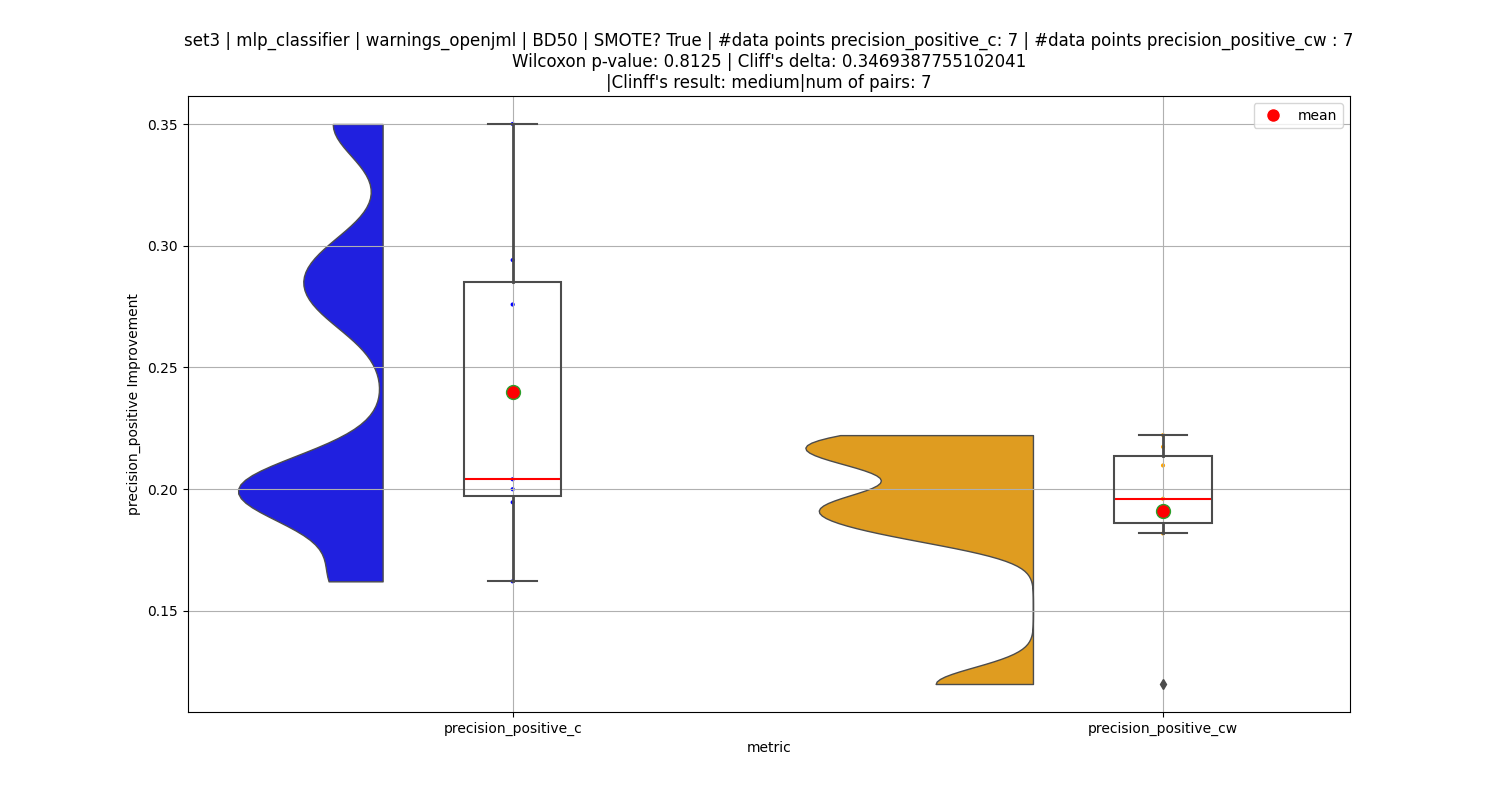 set3 | mlp_classifier | warnings_openjml | BD50 | SMOTE? True | #data points precision_positive_c: 7 | #data points precision_positive_cw : 7
Wilcoxon p-value: 0.8125 | Cliff's delta: 0.3469387755102041
|Clinff's result: medium|num of pairs: 7
mean
0.35
0.30
0.25
0.20
0.15
precision_positive Improvement
precision_positive_c
precision_positive_cw
metric